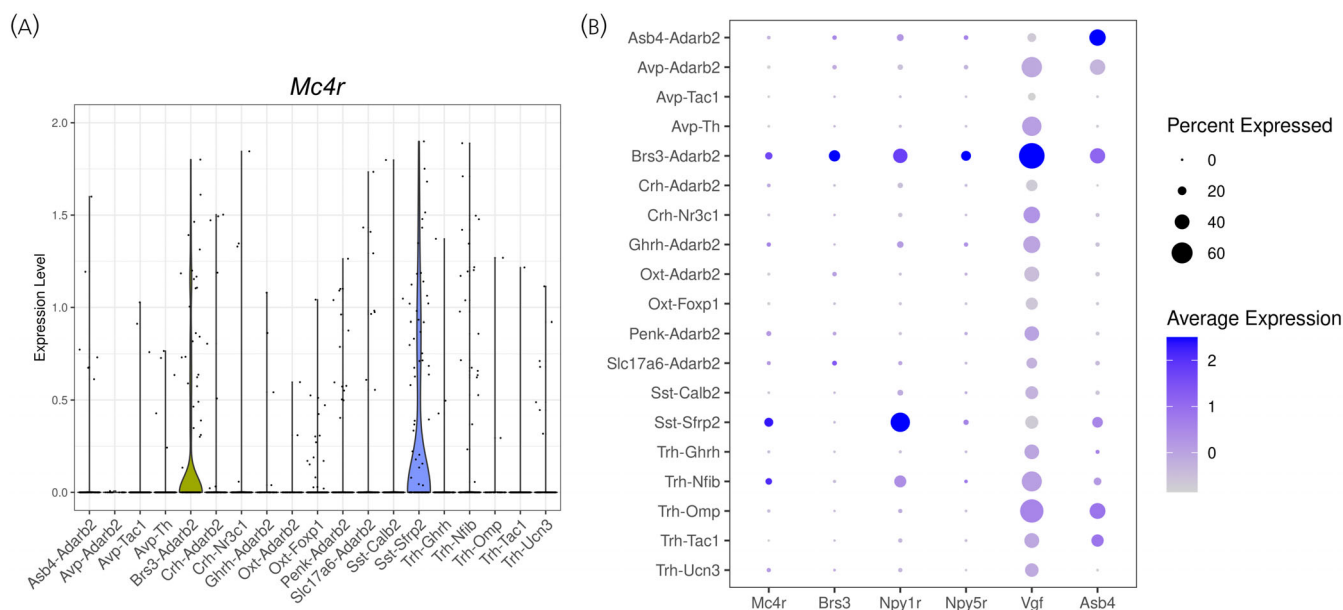 (A)
Mc4r
Expression Level
2.0
1.5
1.0
0.5
0.0
Asb4-Adarb2
Avp-Adarb2
Avp-Tac1
Avp-Th
Brs3-Adarb2
Crh-Adarb2
Crh-Nr3c1
Ghrh-Adarb2
Oxt-Adarb2
Oxt-Foxp1
Penk-Adarb2
Slc17a6-Adarb2
Sst-Calb2
Sst-Sfrp2
Trh-Ghrh
Trh-Nfib
Trh-Omp
Trh-Tac1
Trh-Ucn3
(B)
Asb4-Adarb2
Avp-Adarb2
Avp-Tac1
Avp-Th
Brs3-Adarb2
Crh-Adarb2
Crh-Nr3c1
Ghrh-Adarb2
Oxt-Adarb2
Oxt-Foxp1
Penk-Adarb2
Slc17a6-Adarb2
Sst-Calb2
Sst-Sfrp2
Trh-Ghrh
Trh-Nfib
Trh-Omp
Trh-Tac1
Trh-Ucn3
Mc4r Brs3 Npy1r Npy5r Vgf Asb4
Percent Expressed
0
20
40
60
Average Expression
2
1
0